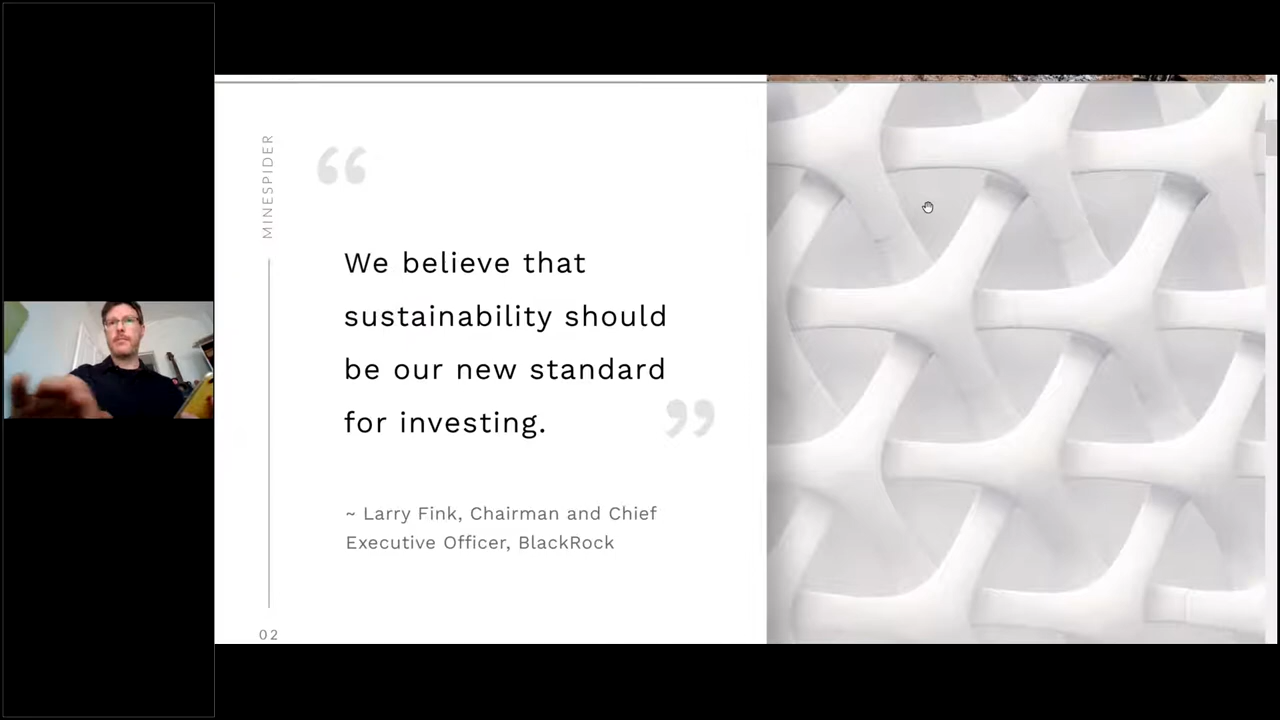 MINESPIDER
“
We believe that
sustainability should
be our new standard
for investing.
”
~ Larry Fink, Chairman and Chief
Executive Officer, BlackRock
02